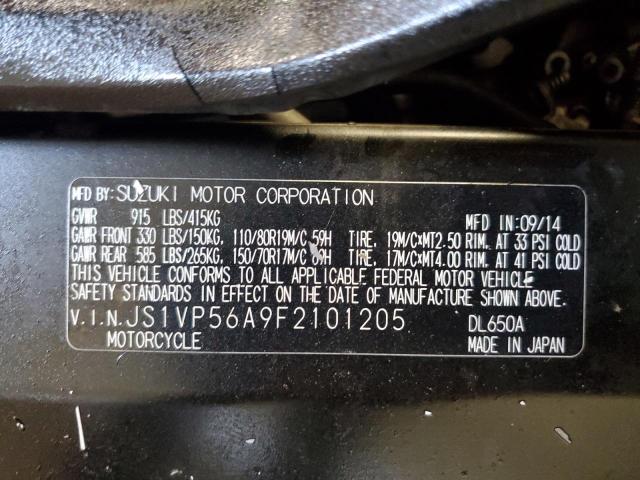 MFD BY: SUZUKI MOTOR CORPORATION
GVWR 915 LBS/415KG MFD IN:09/14
GAWR FRONT 330 LBS/150KG, 110/80R19M/C 59H TIRE, 19M/C×MT2.50 RIM, AT 33 PSI COLD
GAWR REAR 585 LBS/265KG, 150/70R17M/C 69H TIRE, 17M/C×MT4.00 RIM, AT 41 PSI COLD
THIS VEHICLE CONFORMS TO ALL APPLICABLE FEDERAL MOTOR VEHICLE
SAFETY STANDARDS IN EFFECT ON THE DATE OF MANUFACTURE SHOWN ABOVE.
V.I.N. JS1VP56A9F2101205 DL650A
MOTORCYCLE MADE IN JAPAN